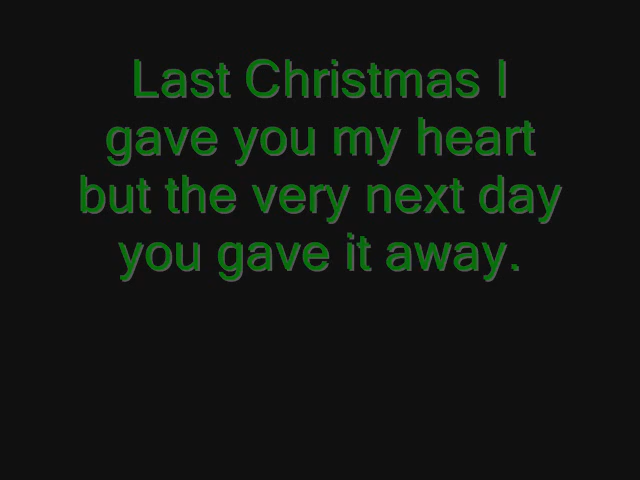 Last Christmas I
gave you my heart
but the very next day
you gave it away.